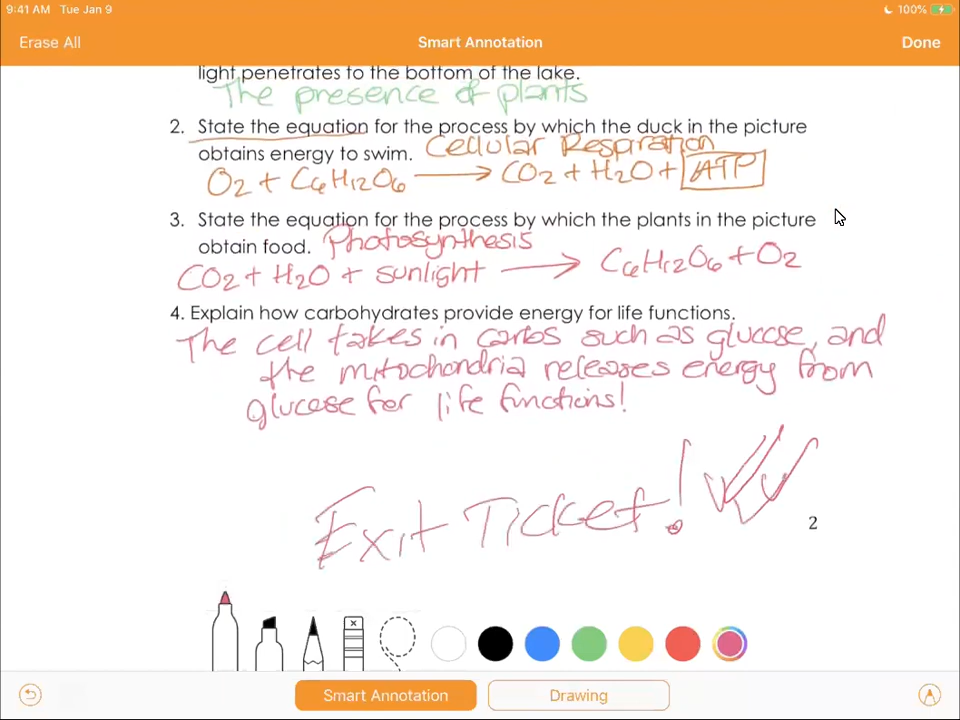 9:41 AM Tue Jan 9 100%
Erase All Smart Annotation Done
light penetrates to the bottom of the lake.
The presence of plants
2. State the equation for the process by which the duck in the picture
obtains energy to swim. Cellular Respiration
O2 + C6H12O6 → CO2 + H2O + ATP
3. State the equation for the process by which the plants in the picture
obtain food. Photosynthesis
CO2 + H2O + sunlight → C6H12O6 + O2
4. Explain how carbohydrates provide energy for life functions.
The cell takes in carbs such as glucose, and
the mitochondria releases energy from
glucose for life functions!
Exit Ticket!
2
Smart Annotation Drawing